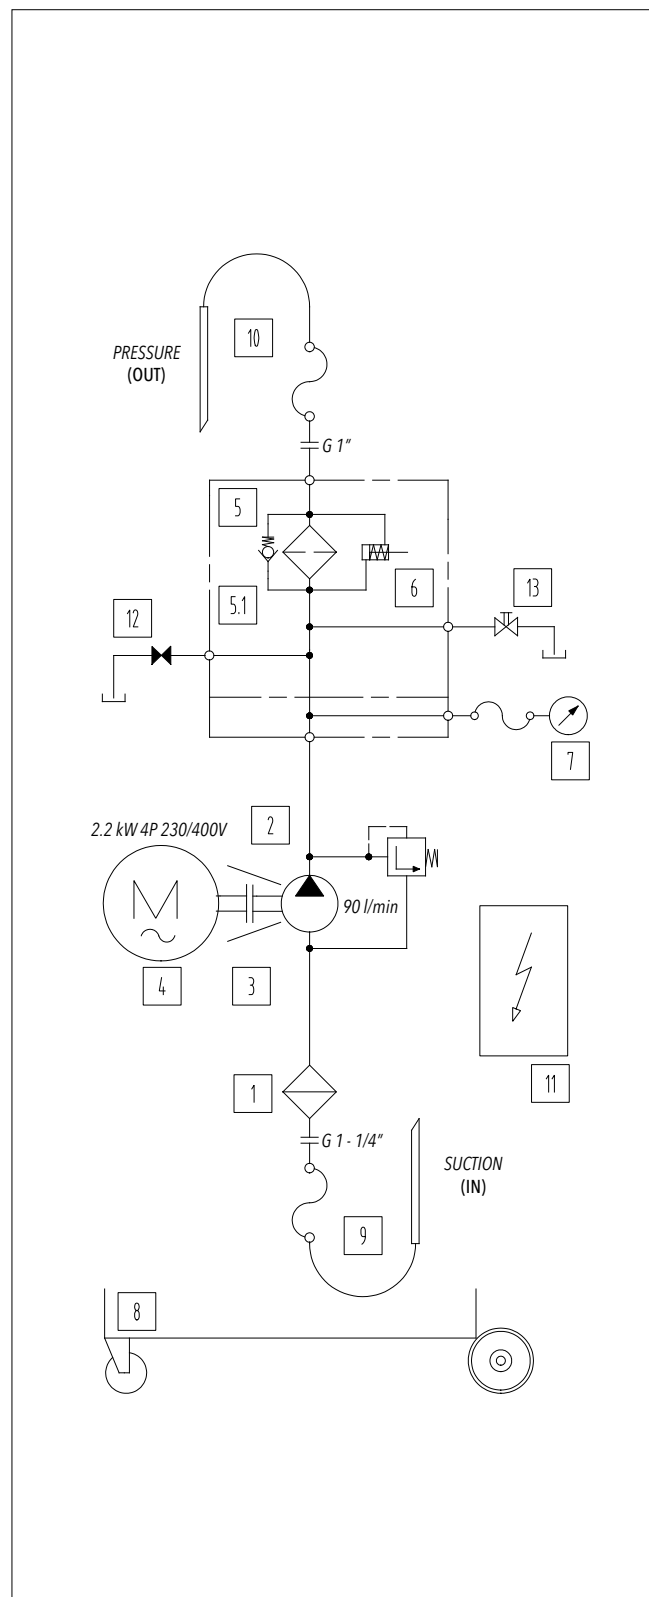 10
PRESSURE
(OUT)
G 1"
5
5.1
6
13
12
7
2
2.2 kW 4P 230/400V
M
90 l/min
4
3
11
1
G 1 - 1/4"
SUCTION
(IN)
9
8